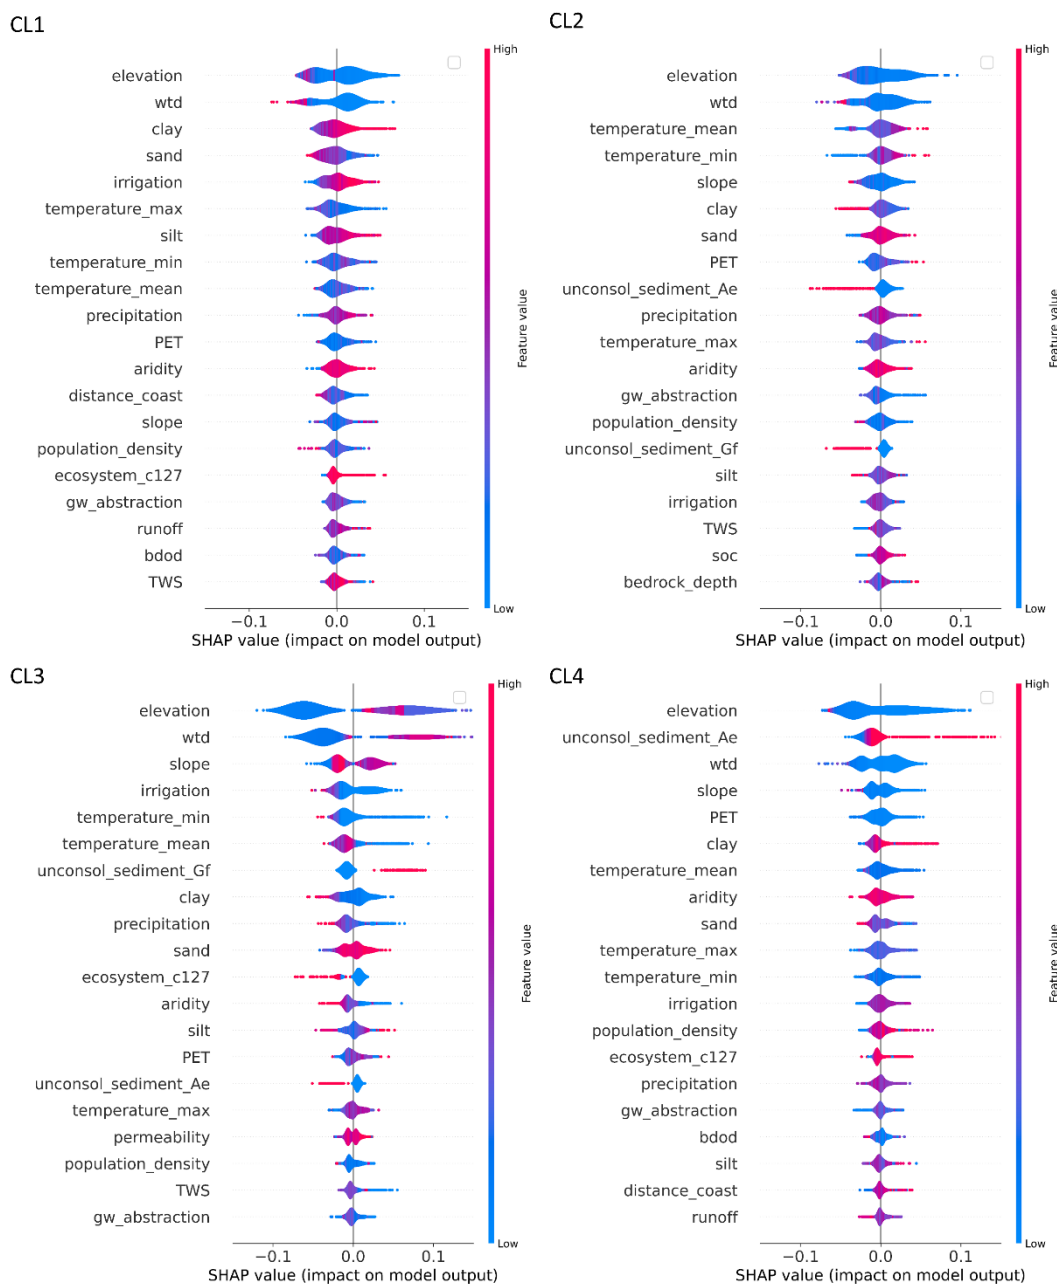 CL1
High
elevation
wtd
clay
sand
irrigation
temperature_max
silt
temperature_min
temperature_mean
precipitation
PET
aridity
distance_coast
slope
population_density
ecosystem_c127
gw_abstraction
runoff
bdod
TWS
Low
Feature value
−0.1 0.0 0.1
SHAP value (impact on model output)
CL2
High
elevation
wtd
temperature_mean
temperature_min
slope
clay
sand
PET
unconsol_sediment_Ae
precipitation
temperature_max
aridity
gw_abstraction
population_density
unconsol_sediment_Gf
silt
irrigation
TWS
soc
bedrock_depth
Low
Feature value
−0.1 0.0 0.1
SHAP value (impact on model output)
CL3
High
elevation
wtd
slope
irrigation
temperature_min
temperature_mean
unconsol_sediment_Gf
clay
precipitation
sand
ecosystem_c127
aridity
silt
PET
unconsol_sediment_Ae
temperature_max
permeability
population_density
TWS
gw_abstraction
Low
Feature value
−0.1 0.0 0.1
SHAP value (impact on model output)
CL4
High
elevation
unconsol_sediment_Ae
wtd
slope
PET
clay
temperature_mean
aridity
sand
temperature_max
temperature_min
irrigation
population_density
ecosystem_c127
precipitation
gw_abstraction
bdod
silt
distance_coast
runoff
Low
Feature value
−0.1 0.0 0.1
SHAP value (impact on model output)